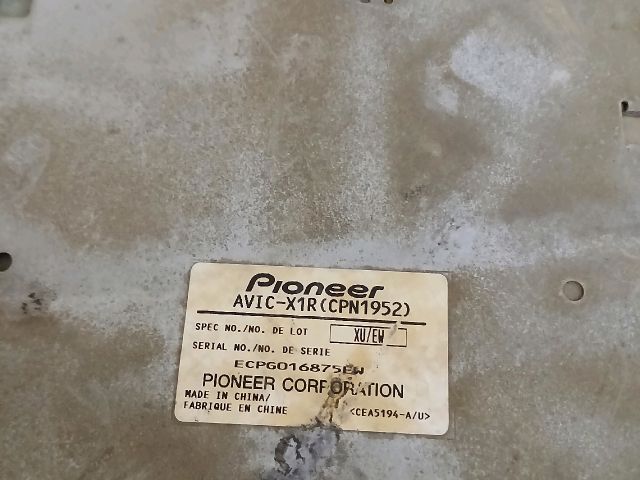 Pioneer
AVIC-X1R(CPN1952)
SPEC NO./NO. DE LOT XU/EW
SERIAL NO./NO. DE SERIE
ECPG016875EW
PIONEER CORPORATION
MADE IN CHINA/
FABRIQUE EN CHINE <CEA5194-A/U>